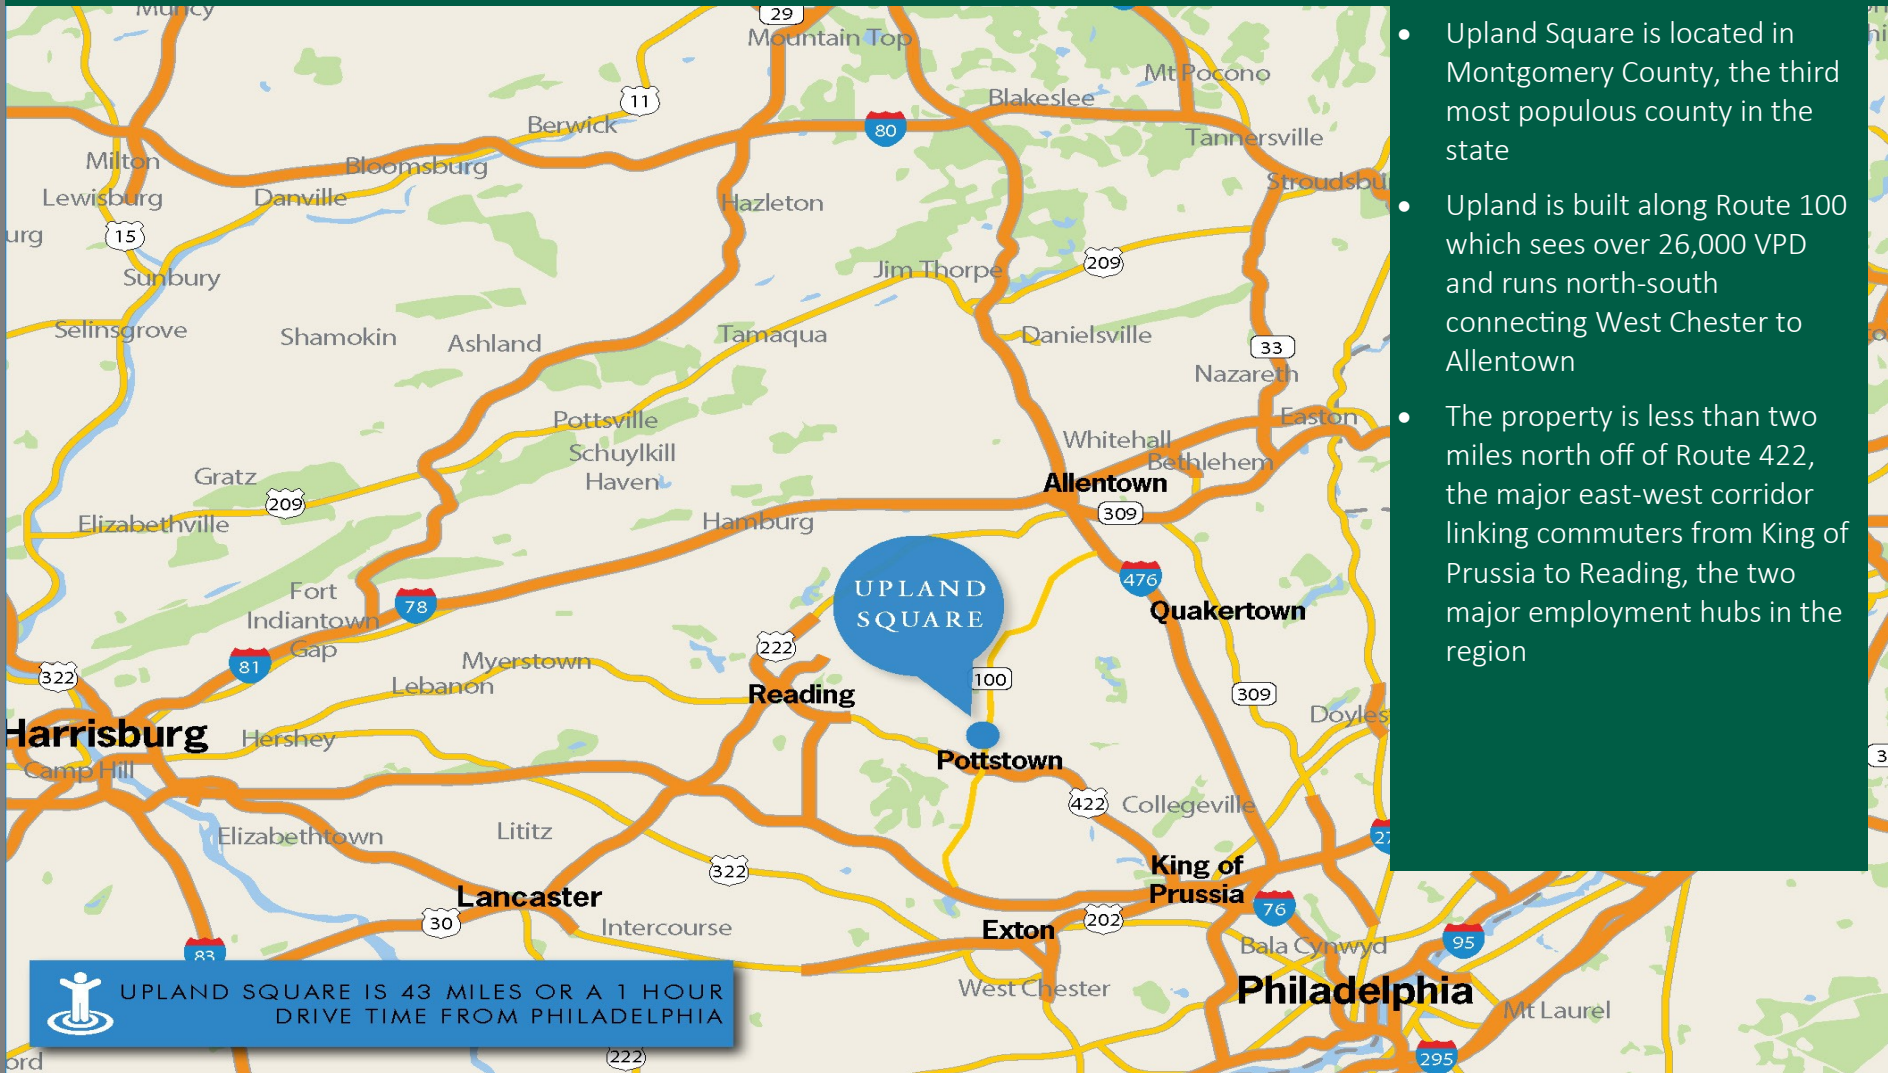 Muncy
29
Mountain Top
Mt Pocono
11
Blakeslee
Berwick
80
Tannersville
Milton
Bloomsburg
Lewisburg
Danville
Stroudsbu
Hazleton
urg
15
209
Jim Thorpe
Sunbury
Selinsgrove
Shamokin
Ashland
Tamaqua
Danielsville
33
Nazareth
Pottsville
Easton
Whitehall
Schuylkill
Haven
Bethlehem
Gratz
Allentown
209
309
Elizabethville
Hamburg
476
Fort
Indiantown
Gap
78
UPLAND
SQUARE
Quakertown
222
81
322
Myerstown
Lebanon
100
309
Reading
Doyles
Harrisburg
Hershey
Camp Hill
Pottstown
422
Collegeville
Elizabethtown
Lititz
27
322
King of
Prussia
Lancaster
30
Intercourse
Exton
202
76
Bala Cynwyd
95
83
West Chester
Philadelphia
Mt Laurel
222
295
ord
3
UPLAND SQUARE IS 43 MILES OR A 1 HOUR
DRIVE TIME FROM PHILADELPHIA
• Upland Square is located in
Montgomery County, the third
most populous county in the
state
• Upland is built along Route 100
which sees over 26,000 VPD
and runs north-south
connecting West Chester to
Allentown
• The property is less than two
miles north off of Route 422,
the major east-west corridor
linking commuters from King of
Prussia to Reading, the two
major employment hubs in the
region